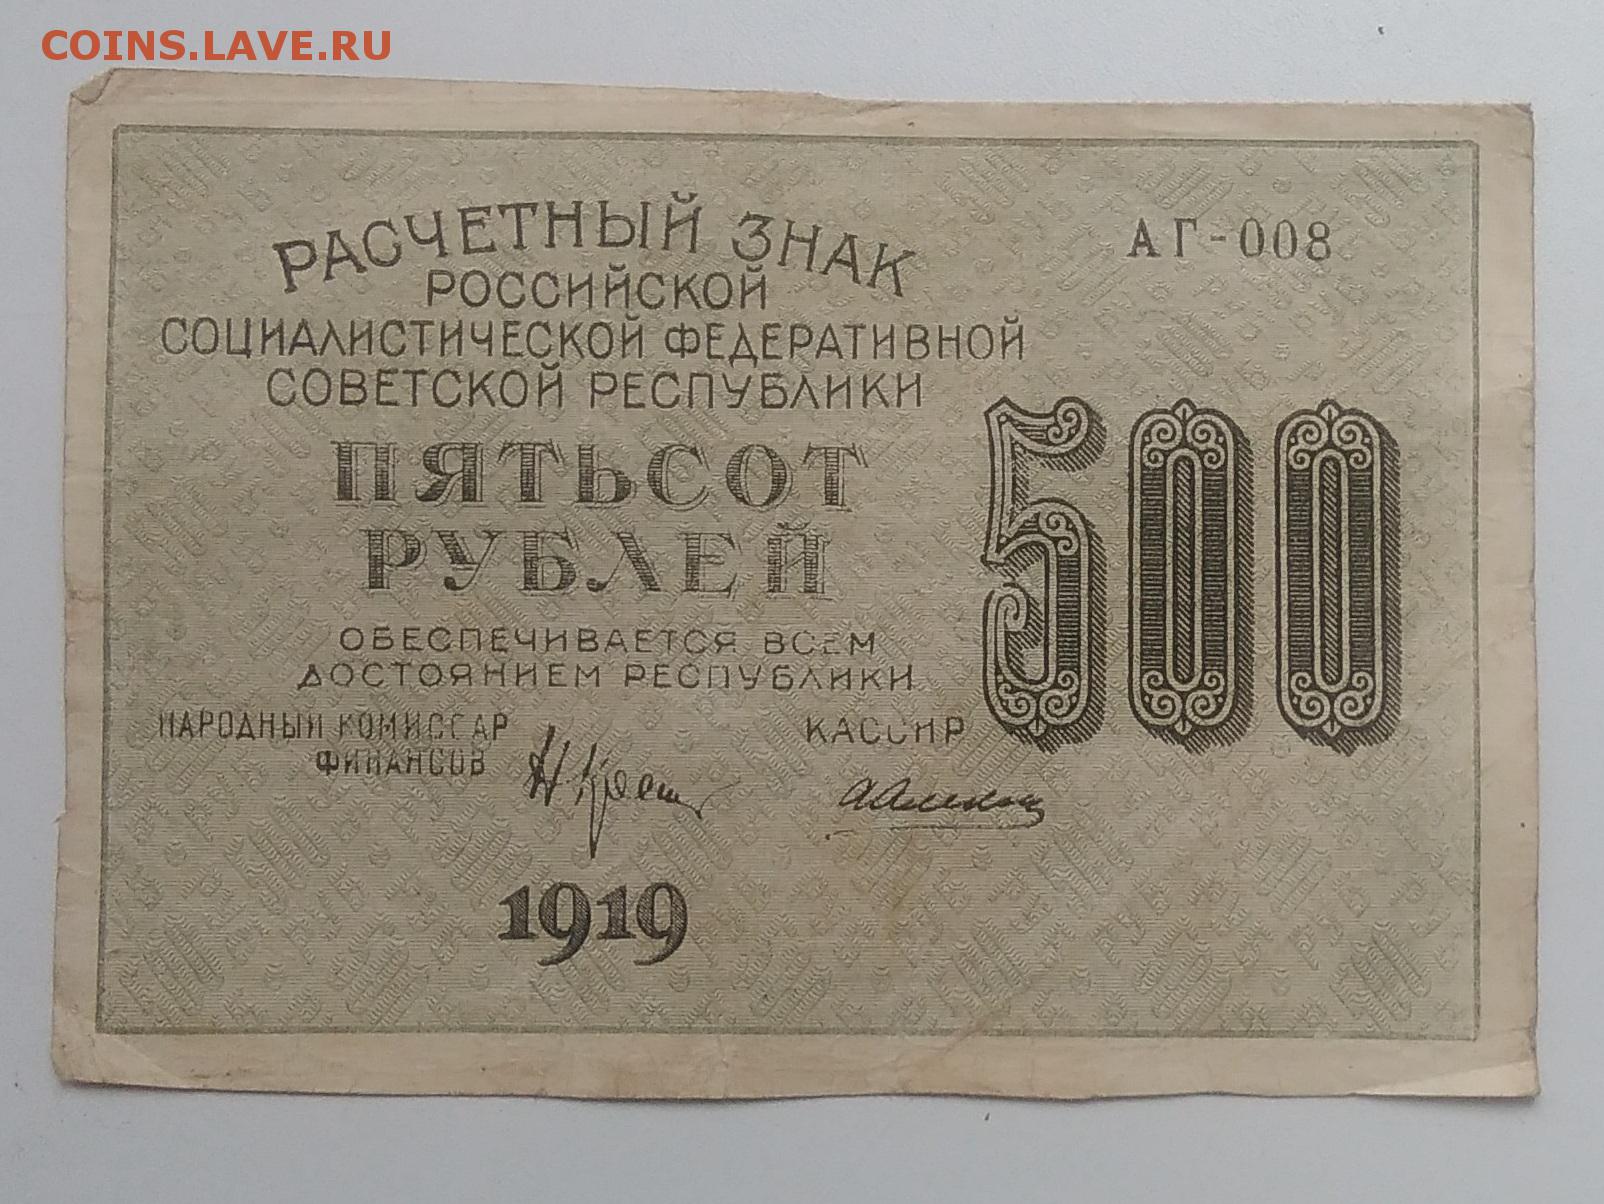 COINS.LAVE.RU
РАСЧЕТНЫЙ ЗНАК
РОССИЙСКОЙ
СОЦИАЛИСТИЧЕСКОЙ ФЕДЕРАТИВНОЙ
СОВЕТСКОЙ РЕСПУБЛИКИ
АГ-008
ПЯТЬСОТ
РУБЛЕЙ
500
ОБЕСПЕЧИВАЕТСЯ ВСЕМ
ДОСТОЯНИЕМ РЕСПУБЛИКИ
НАРОДНЫЙ КОМИССАР
ФИНАНСОВ
КАССИР
1919